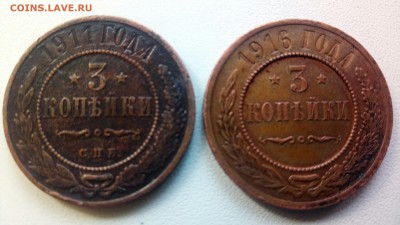 COINS.LAVE.RU
1911 ГОДА
3
КОПѢЙКИ
С.П.Б.
1916 ГОДА
3
КОПѢЙКИ